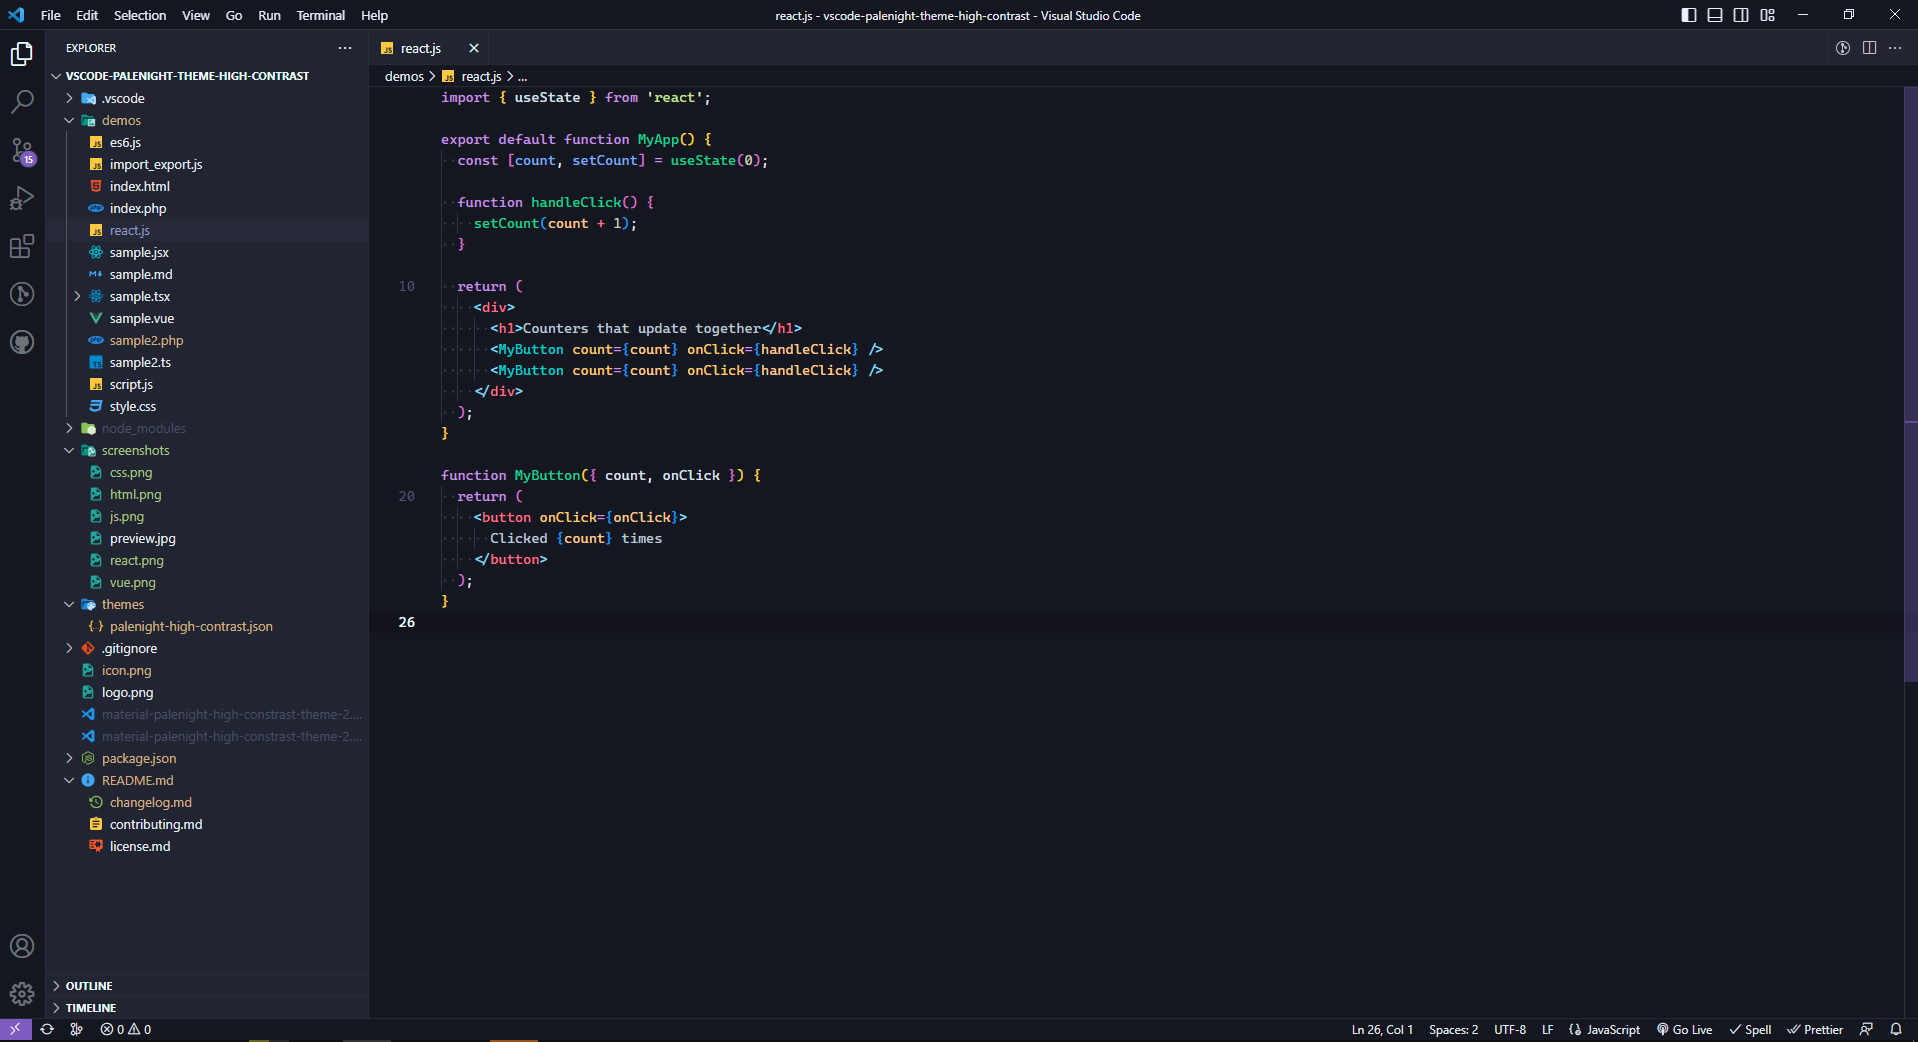 File Edit Selection View Go Run Terminal Help
react.js - vscode-palenight-theme-high-contrast - Visual Studio Code
EXPLORER
VSCODE-PALENIGHT-THEME-HIGH-CONTRAST
.vscode
demos
es6.js
import_export.js
index.html
index.php
react.js
sample.jsx
sample.md
sample.tsx
sample.vue
sample2.php
sample2.ts
script.js
style.css
node_modules
screenshots
css.png
html.png
js.png
preview.jpg
react.png
vue.png
themes
palenight-high-contrast.json
.gitignore
icon.png
logo.png
material-palenight-high-constrast-theme-2....
material-palenight-high-constrast-theme-2....
package.json
README.md
changelog.md
contributing.md
license.md
OUTLINE
TIMELINE
15
react.js
demos > react.js > ...
import { useState } from 'react';
export default function MyApp() {
const [count, setCount] = useState(0);
function handleClick() {
setCount(count + 1);
}
10 return (
<div>
<h1>Counters that update together</h1>
<MyButton count={count} onClick={handleClick} />
<MyButton count={count} onClick={handleClick} />
</div>
);
}
function MyButton({ count, onClick }) {
20 return (
<button onClick={onClick}>
Clicked {count} times
</button>
);
}
26
0 0
Ln 26, Col 1 Spaces: 2 UTF-8 LF JavaScript Go Live Spell Prettier